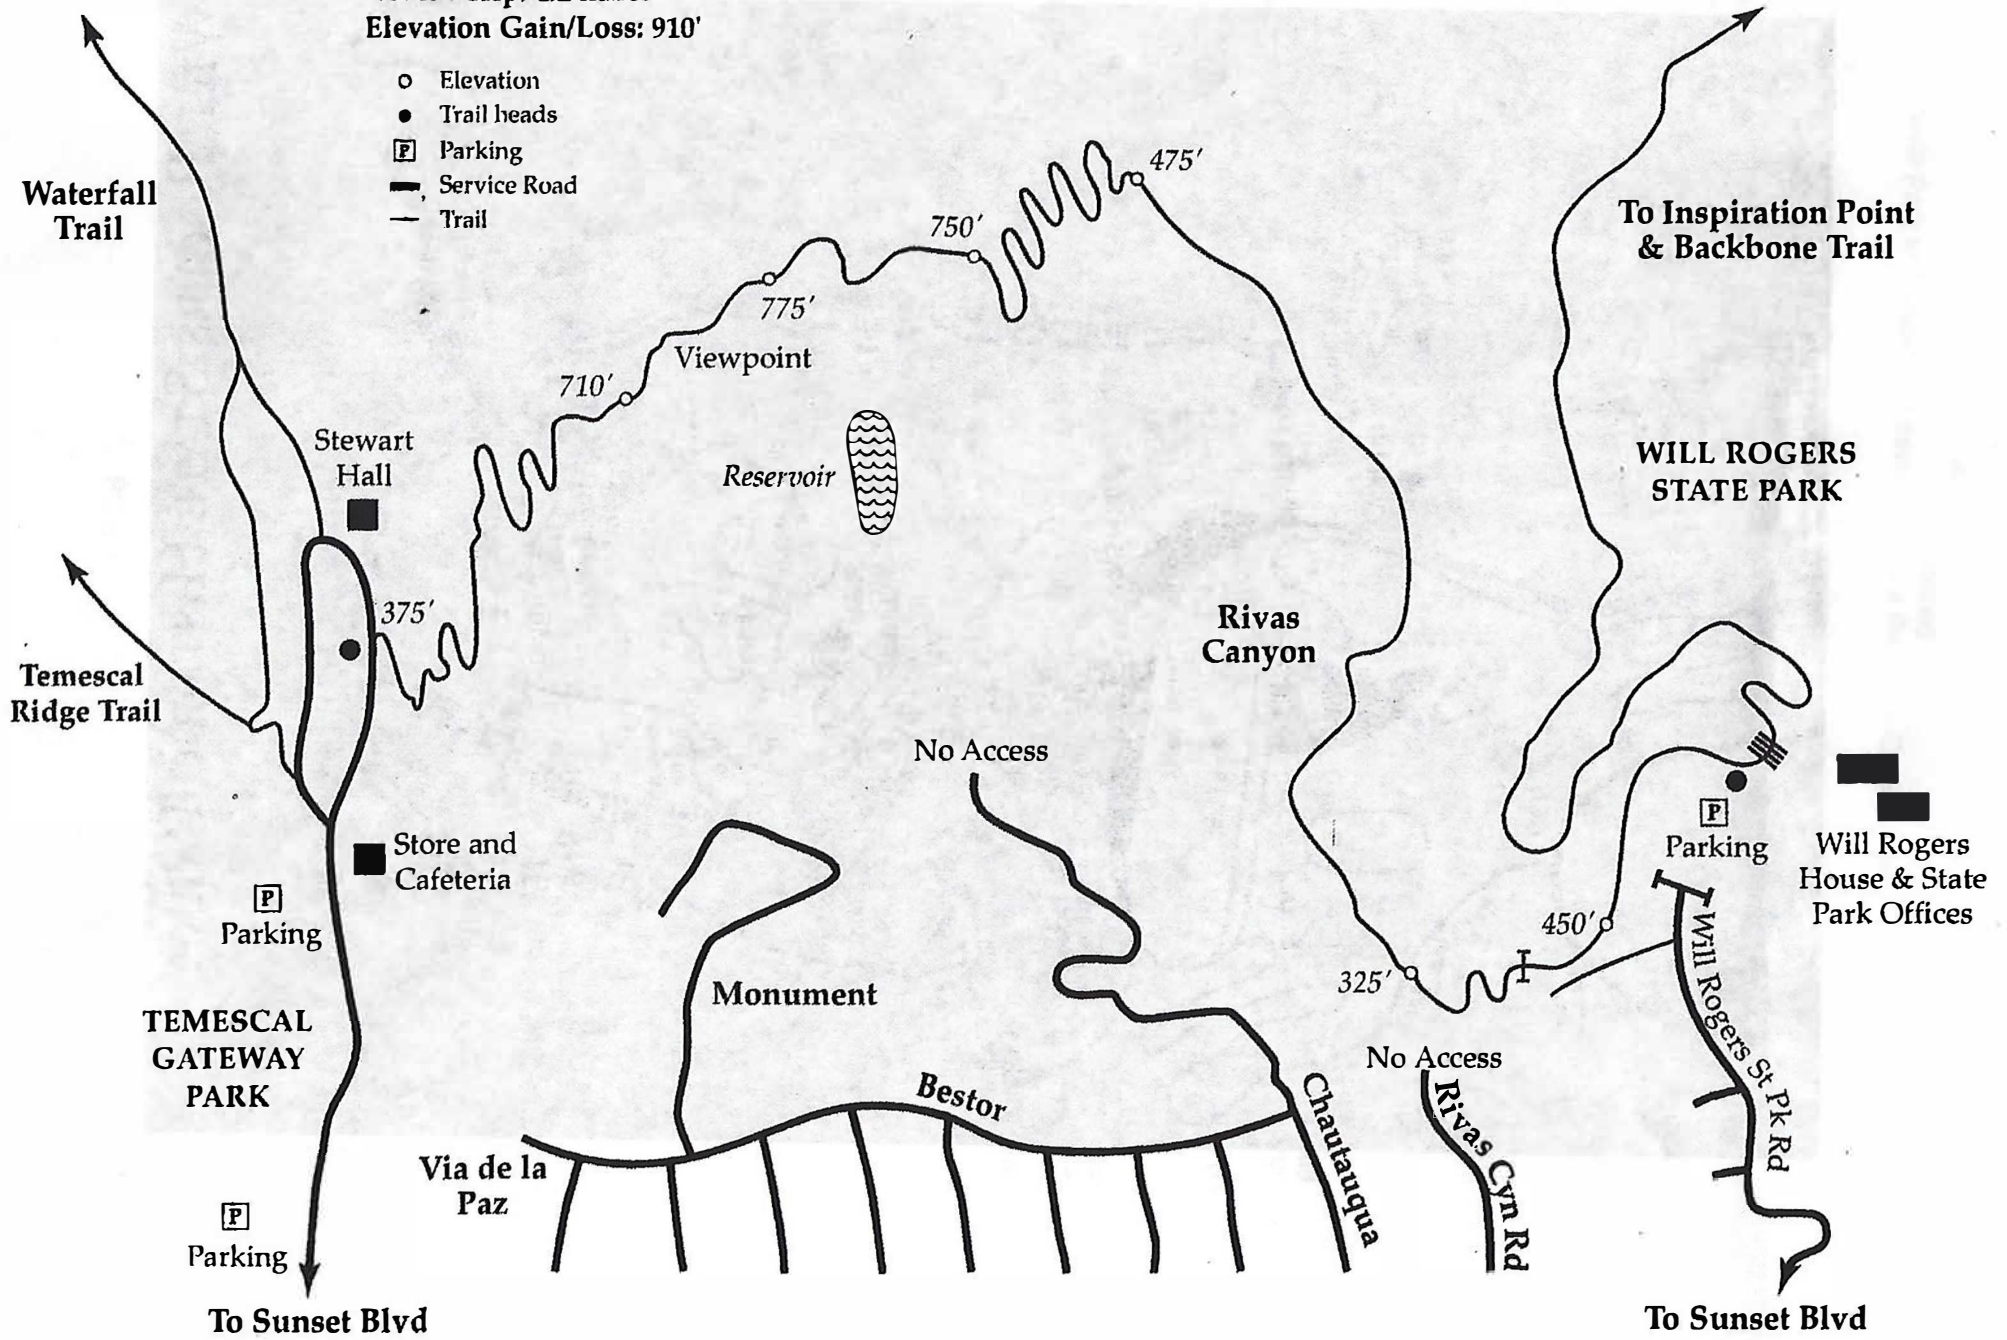 Elevation Gain/Loss: 910'
Elevation
Trail heads
P Parking
Service Road
Trail
Waterfall
Trail
475'
750'
775'
Viewpoint
710'
To Inspiration Point
& Backbone Trail
Stewart
Hall
Reservoir
WILL ROGERS
STATE PARK
375'
Rivas
Canyon
Temescal
Ridge Trail
No Access
P
Parking
Store and
Cafeteria
Will Rogers
House & State
Park Offices
P
Parking
450'
325'
Monument
TEMESCAL
GATEWAY
PARK
No Access
Will Rogers St Pk Rd
Bestor
Chautauqua
Rivas Cyn Rd
Via de la
Paz
P
Parking
To Sunset Blvd
To Sunset Blvd